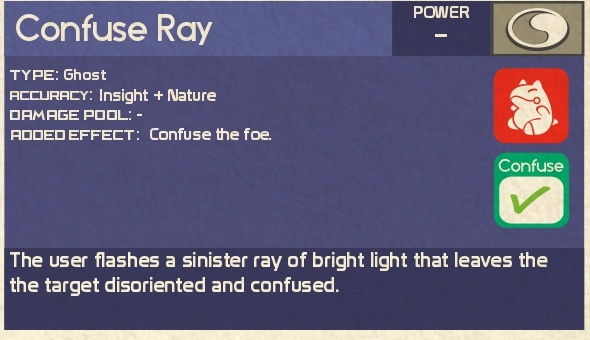 Confuse Ray
POWER
–
TYPE: Ghost
ACCURACY: Insight + Nature
DAMAGE POOL: -
ADDED EFFECT: Confuse the foe.
Confuse
The user flashes a sinister ray of bright light that leaves the
the target disoriented and confused.